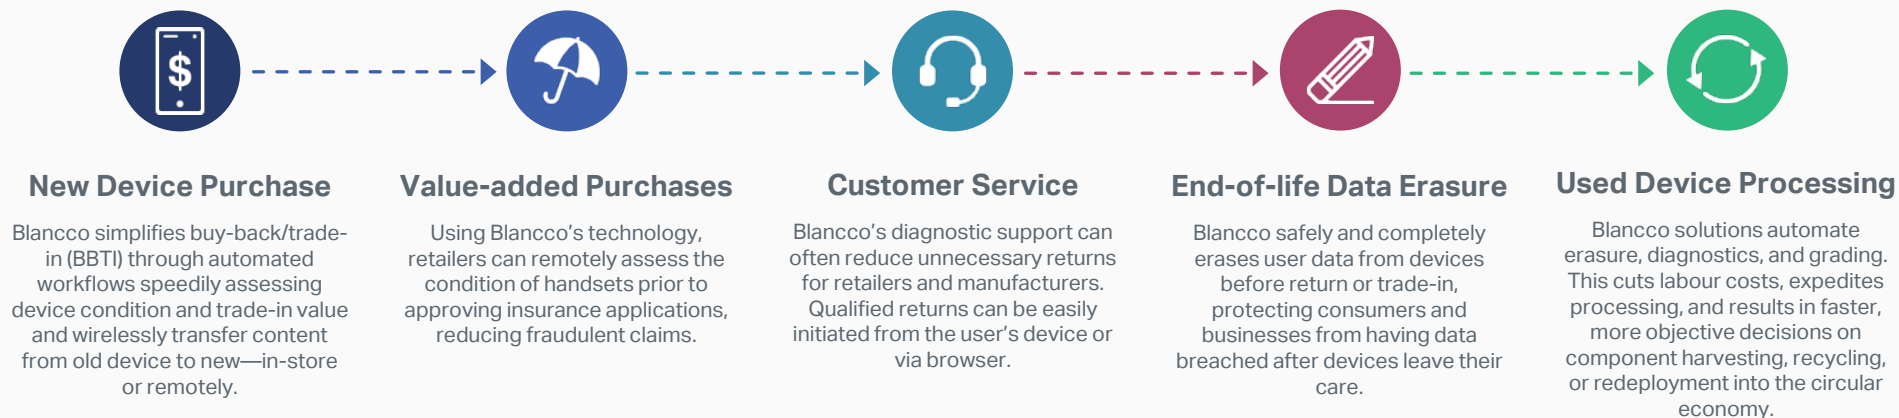 $
New Device Purchase
Blancco simplifies buy-back/trade-
in (BBTI) through automated
workflows speedily assessing
device condition and trade-in value
and wirelessly transfer content
from old device to new—in-store
or remotely.
Value-added Purchases
Using Blancco’s technology,
retailers can remotely assess the
condition of handsets prior to
approving insurance applications,
reducing fraudulent claims.
Customer Service
Blancco’s diagnostic support can
often reduce unnecessary returns
for retailers and manufacturers.
Qualified returns can be easily
initiated from the user’s device or
via browser.
End-of-life Data Erasure
Blancco safely and completely
erases user data from devices
before return or trade-in,
protecting consumers and
businesses from having data
breached after devices leave their
care.
Used Device Processing
Blancco solutions automate
erasure, diagnostics, and grading.
This cuts labour costs, expedites
processing, and results in faster,
more objective decisions on
component harvesting, recycling,
or redeployment into the circular
economy.